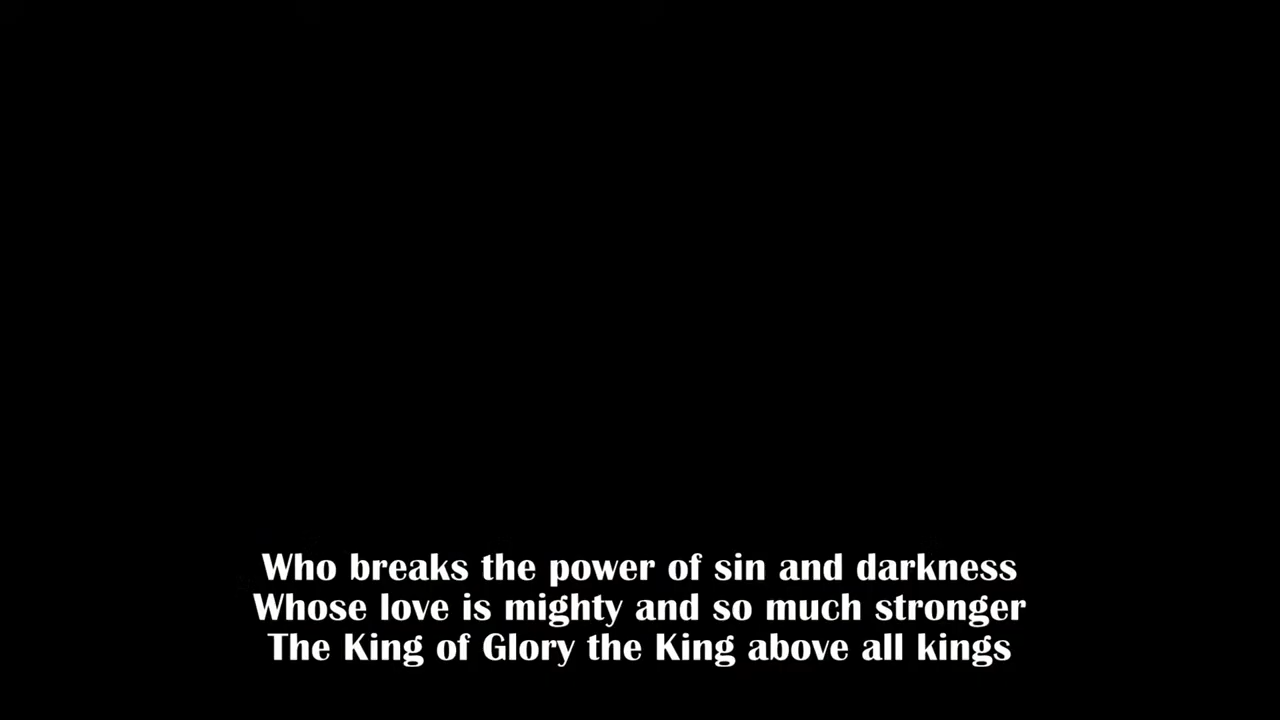 Who breaks the power of sin and darkness
Whose love is mighty and so much stronger
The King of Glory the King above all kings